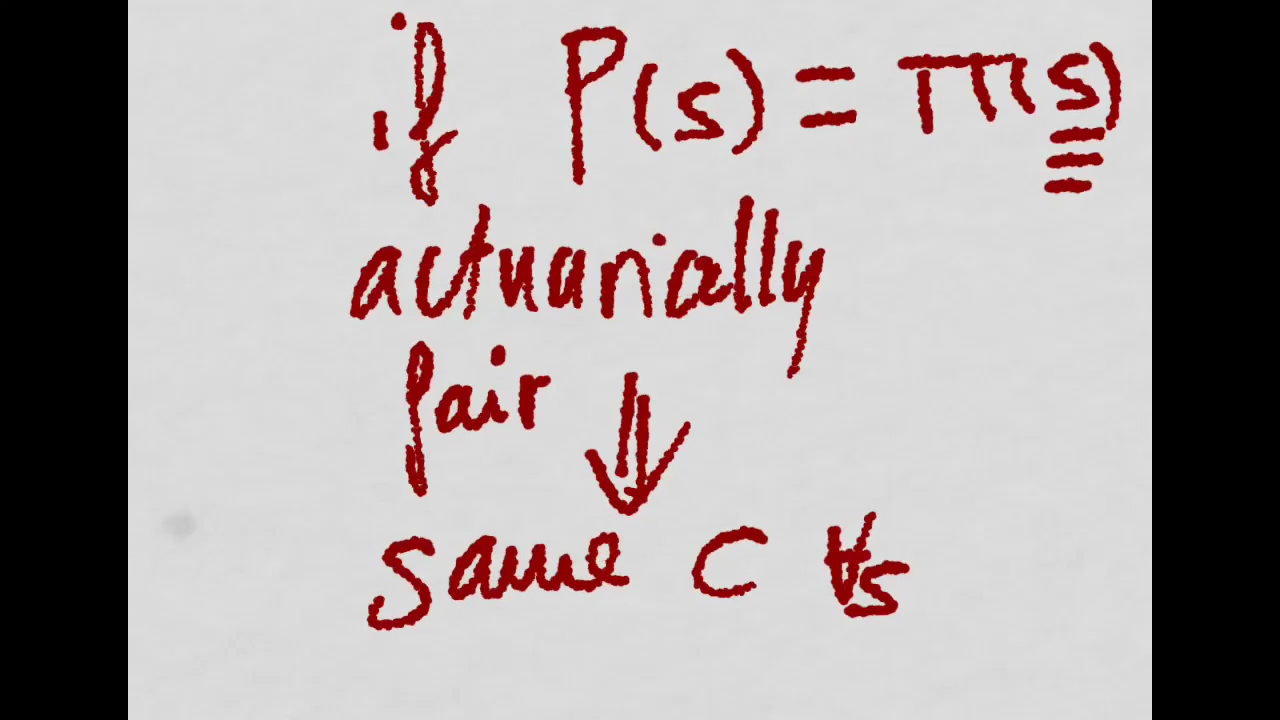 if P(s) = π(s)
actuarially
fair ⇓
same C ∀s